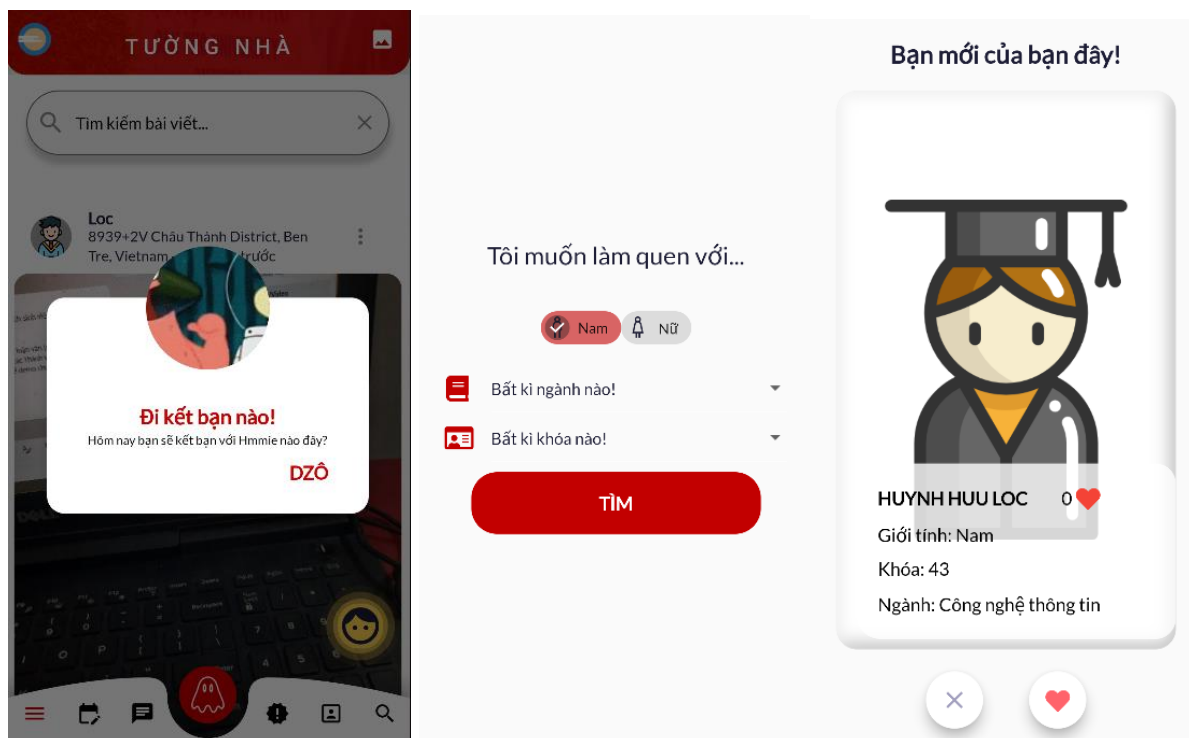 TƯỜNG NHÀ
Tìm kiếm bài viết...
Loc
8939+2V Châu Thành District, Ben
Tre, Vietnam
Đi kết bạn nào!
Hôm nay bạn sẽ kết bạn với Hmmie nào đây?
DZÔ
Tôi muốn làm quen với...
Nam
Nữ
Bất kì ngành nào!
Bất kì khóa nào!
TÌM
Bạn mới của bạn đây!
HUYNH HUU LOC 0
Giới tính: Nam
Khóa: 43
Ngành: Công nghệ thông tin